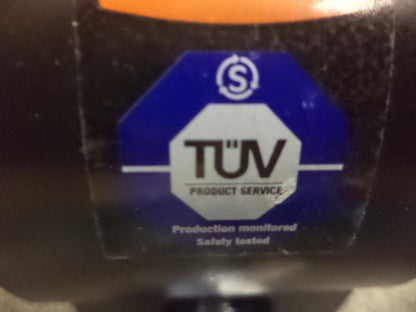 S
TÜV
PRODUCT SERVICE
Production monitored
Safety tested